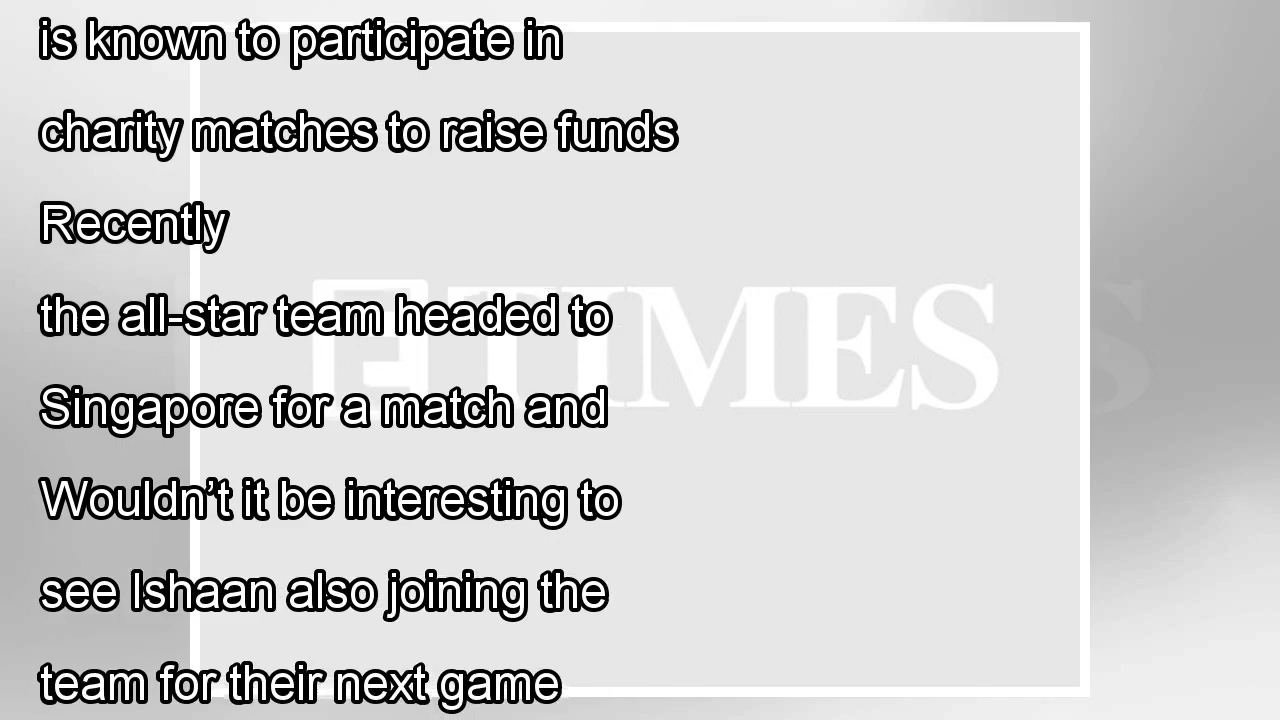 is known to participate in
charity matches to raise funds
Recently
the all-star team headed to
Singapore for a match and
Wouldn’t it be interesting to
see Ishaan also joining the
team for their next game
E TIMES